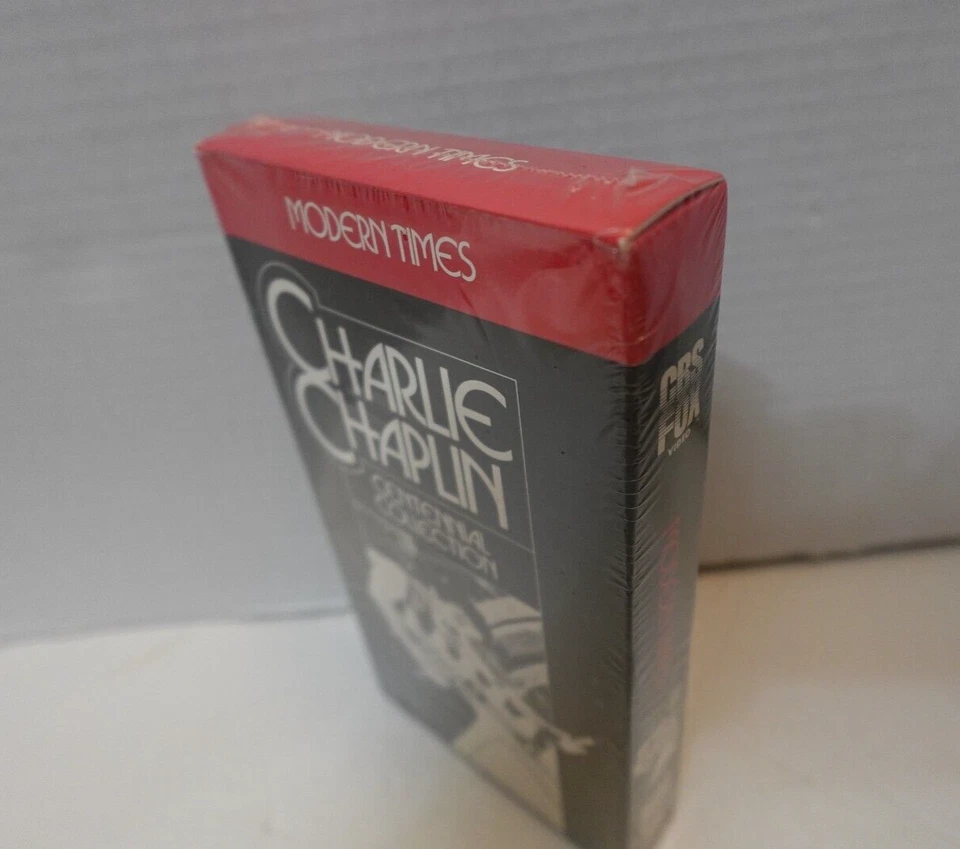 MODERN TIMES
MODERN TIMES
CHARLIE
CHAPLIN
CENTENNIAL
COLLECTION
CBS
FOX
VIDEO